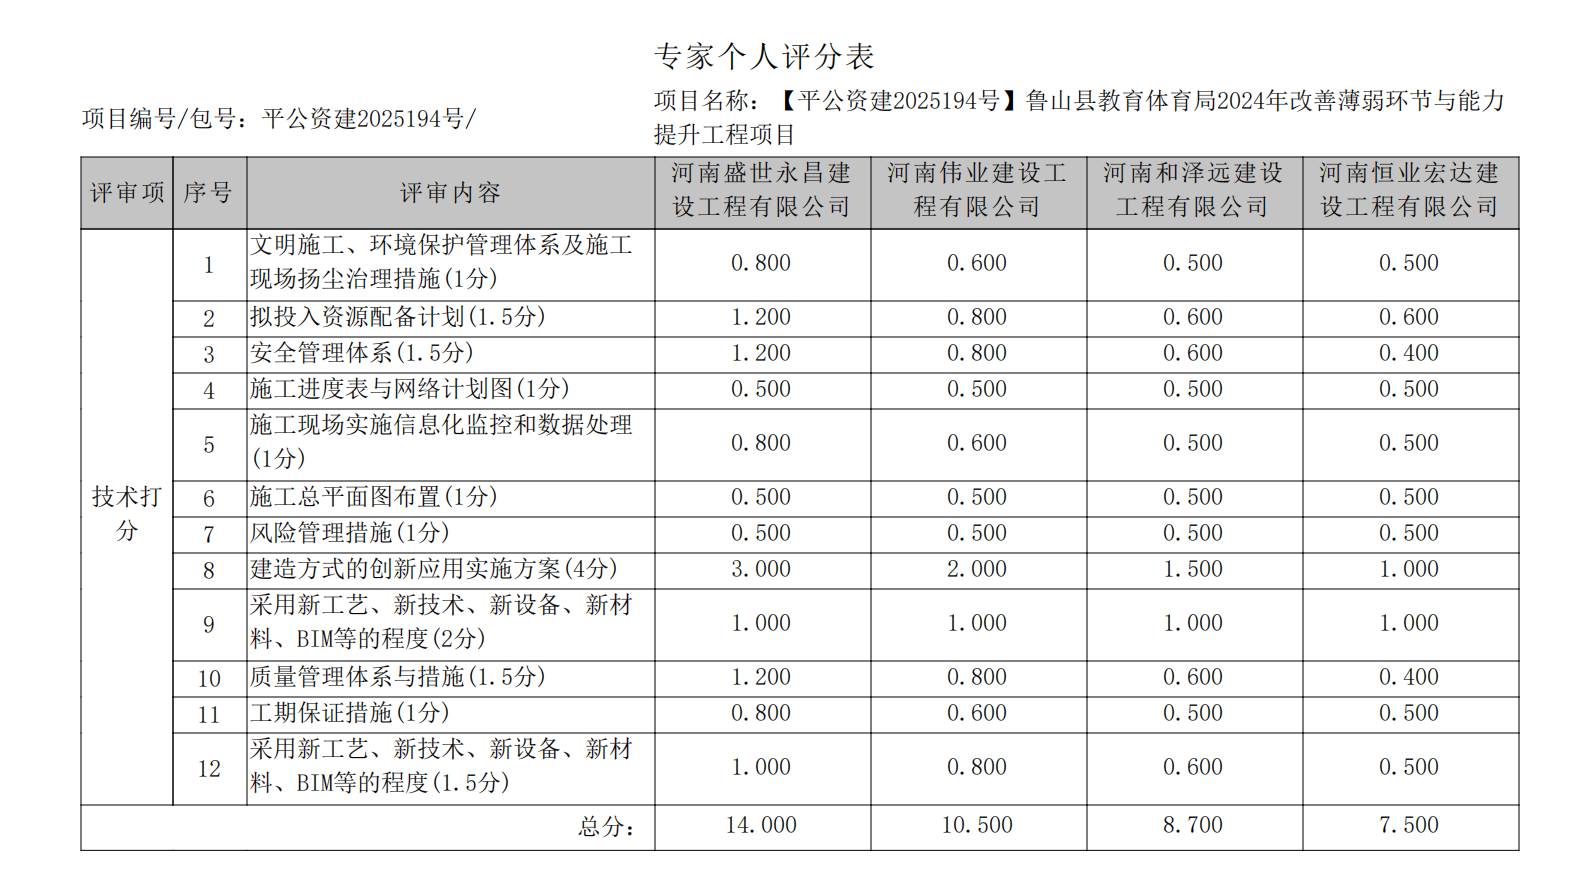 专家个人评分表
项目编号/包号：平公资建2025194号/
项目名称：【平公资建2025194号】鲁山县教育体育局2024年改善薄弱环节与能力
提升工程项目
评审项 序号 评审内容 河南盛世永昌建 河南伟业建设工 河南和泽远建设 河南恒业宏达建
设工程有限公司 程有限公司 工程有限公司 设工程有限公司
技术打
分
1 文明施工、环境保护管理体系及施工
现场扬尘治理措施(1分) 0.800 0.600 0.500 0.500
2 拟投入资源配备计划(1.5分) 1.200 0.800 0.600 0.600
3 安全管理体系(1.5分) 1.200 0.800 0.600 0.400
4 施工进度表与网络计划图(1分) 0.500 0.500 0.500 0.500
5 施工现场实施信息化监控和数据处理
(1分) 0.800 0.600 0.500 0.500
6 施工总平面图布置(1分) 0.500 0.500 0.500 0.500
7 风险管理措施(1分) 0.500 0.500 0.500 0.500
8 建造方式的创新应用实施方案(4分) 3.000 2.000 1.500 1.000
9 采用新工艺、新技术、新设备、新材
料、BIM等的程度(2分) 1.000 1.000 1.000 1.000
10 质量管理体系与措施(1.5分) 1.200 0.800 0.600 0.400
11 工期保证措施(1分) 0.800 0.600 0.500 0.500
12 采用新工艺、新技术、新设备、新材
料、BIM等的程度(1.5分) 1.000 0.800 0.600 0.500
总分： 14.000 10.500 8.700 7.500